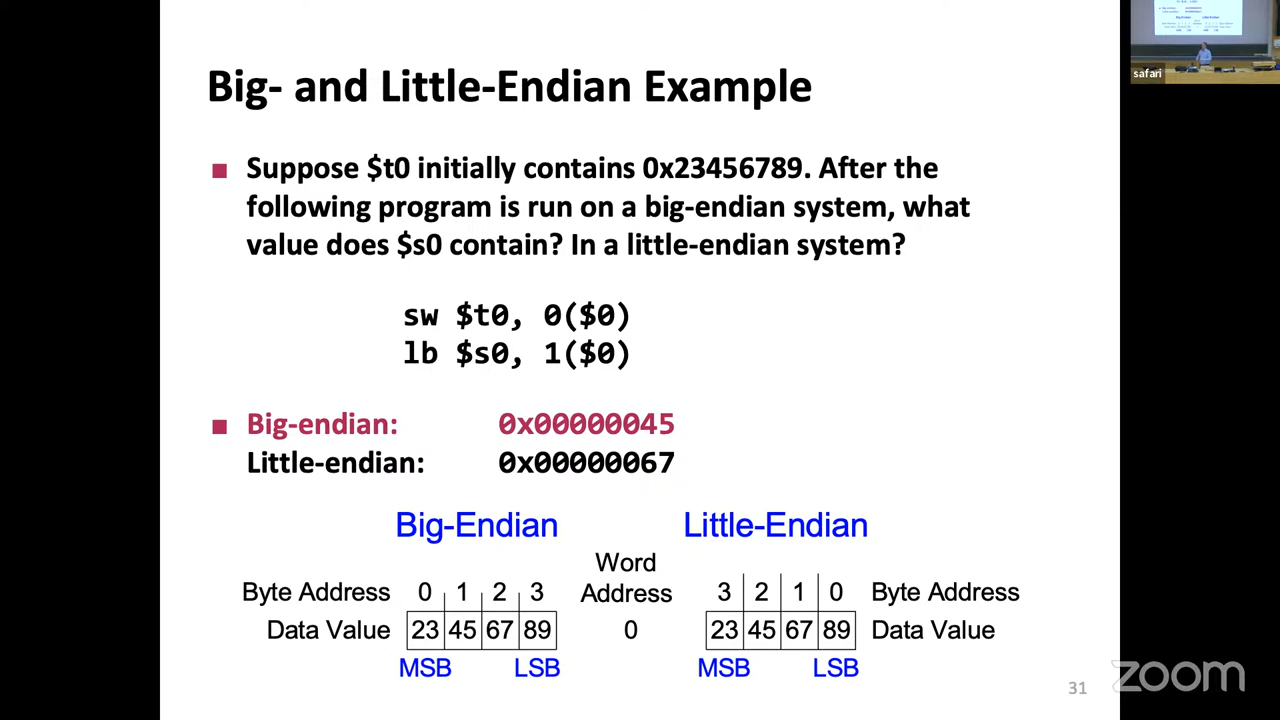 Big- and Little-Endian Example
■ Suppose $t0 initially contains 0x23456789. After the
following program is run on a big-endian system, what
value does $s0 contain? In a little-endian system?
sw $t0, 0($0)
lb $s0, 1($0)
■ Big-endian: 0x00000045
Little-endian: 0x00000067
Big-Endian Little-Endian
Word
Byte Address 0 1 2 3 Address 3 2 1 0 Byte Address
Data Value 23 45 67 89 0 23 45 67 89 Data Value
MSB LSB MSB LSB
31
zoom
safari